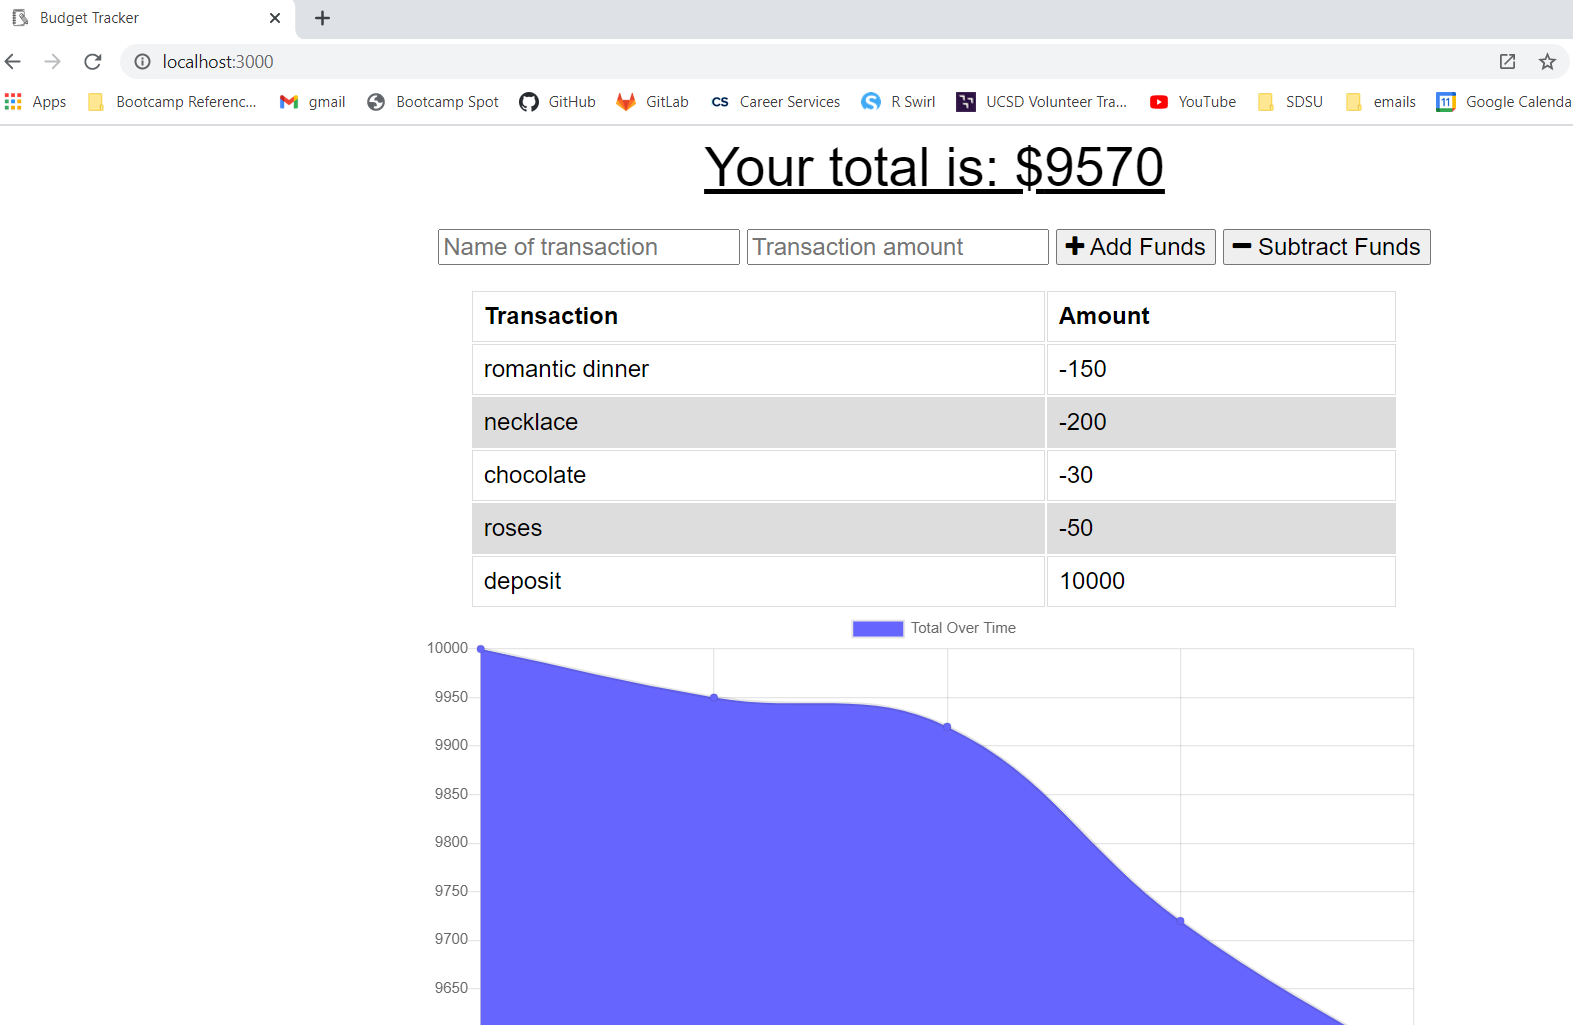 Budget Tracker
localhost:3000
Apps Bootcamp Referenc... gmail Bootcamp Spot GitHub GitLab CS Career Services R Swirl UCSD Volunteer Tra... YouTube SDSU emails 11 Google Calenda
Your total is: $9570
Name of transaction Transaction amount Add Funds Subtract Funds
Transaction Amount
romantic dinner -150
necklace -200
chocolate -30
roses -50
deposit 10000
Total Over Time
10000
9950
9900
9850
9800
9750
9700
9650